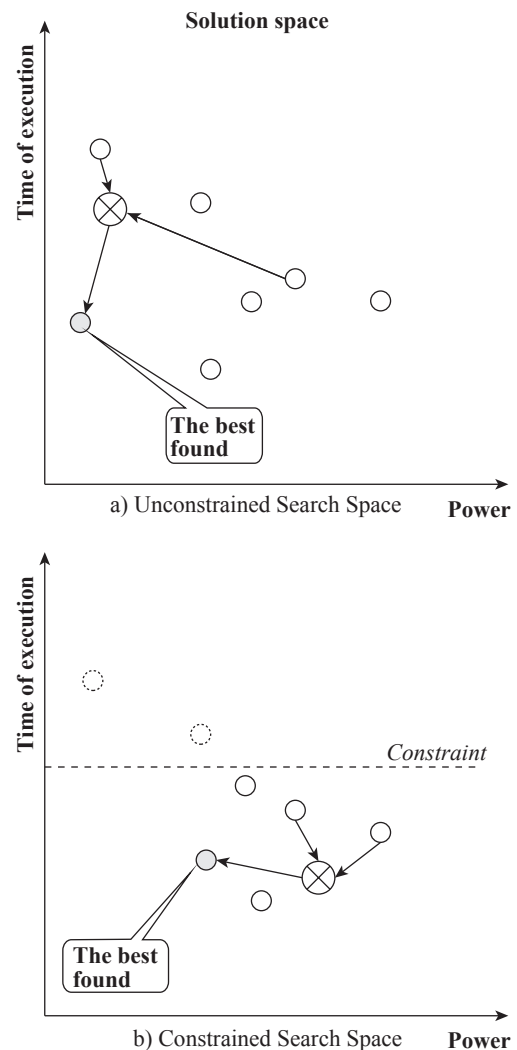 Solution space
Time of execution
The best
found
a) Unconstrained Search Space
Power
Time of execution
Constraint
The best
found
b) Constrained Search Space
Power